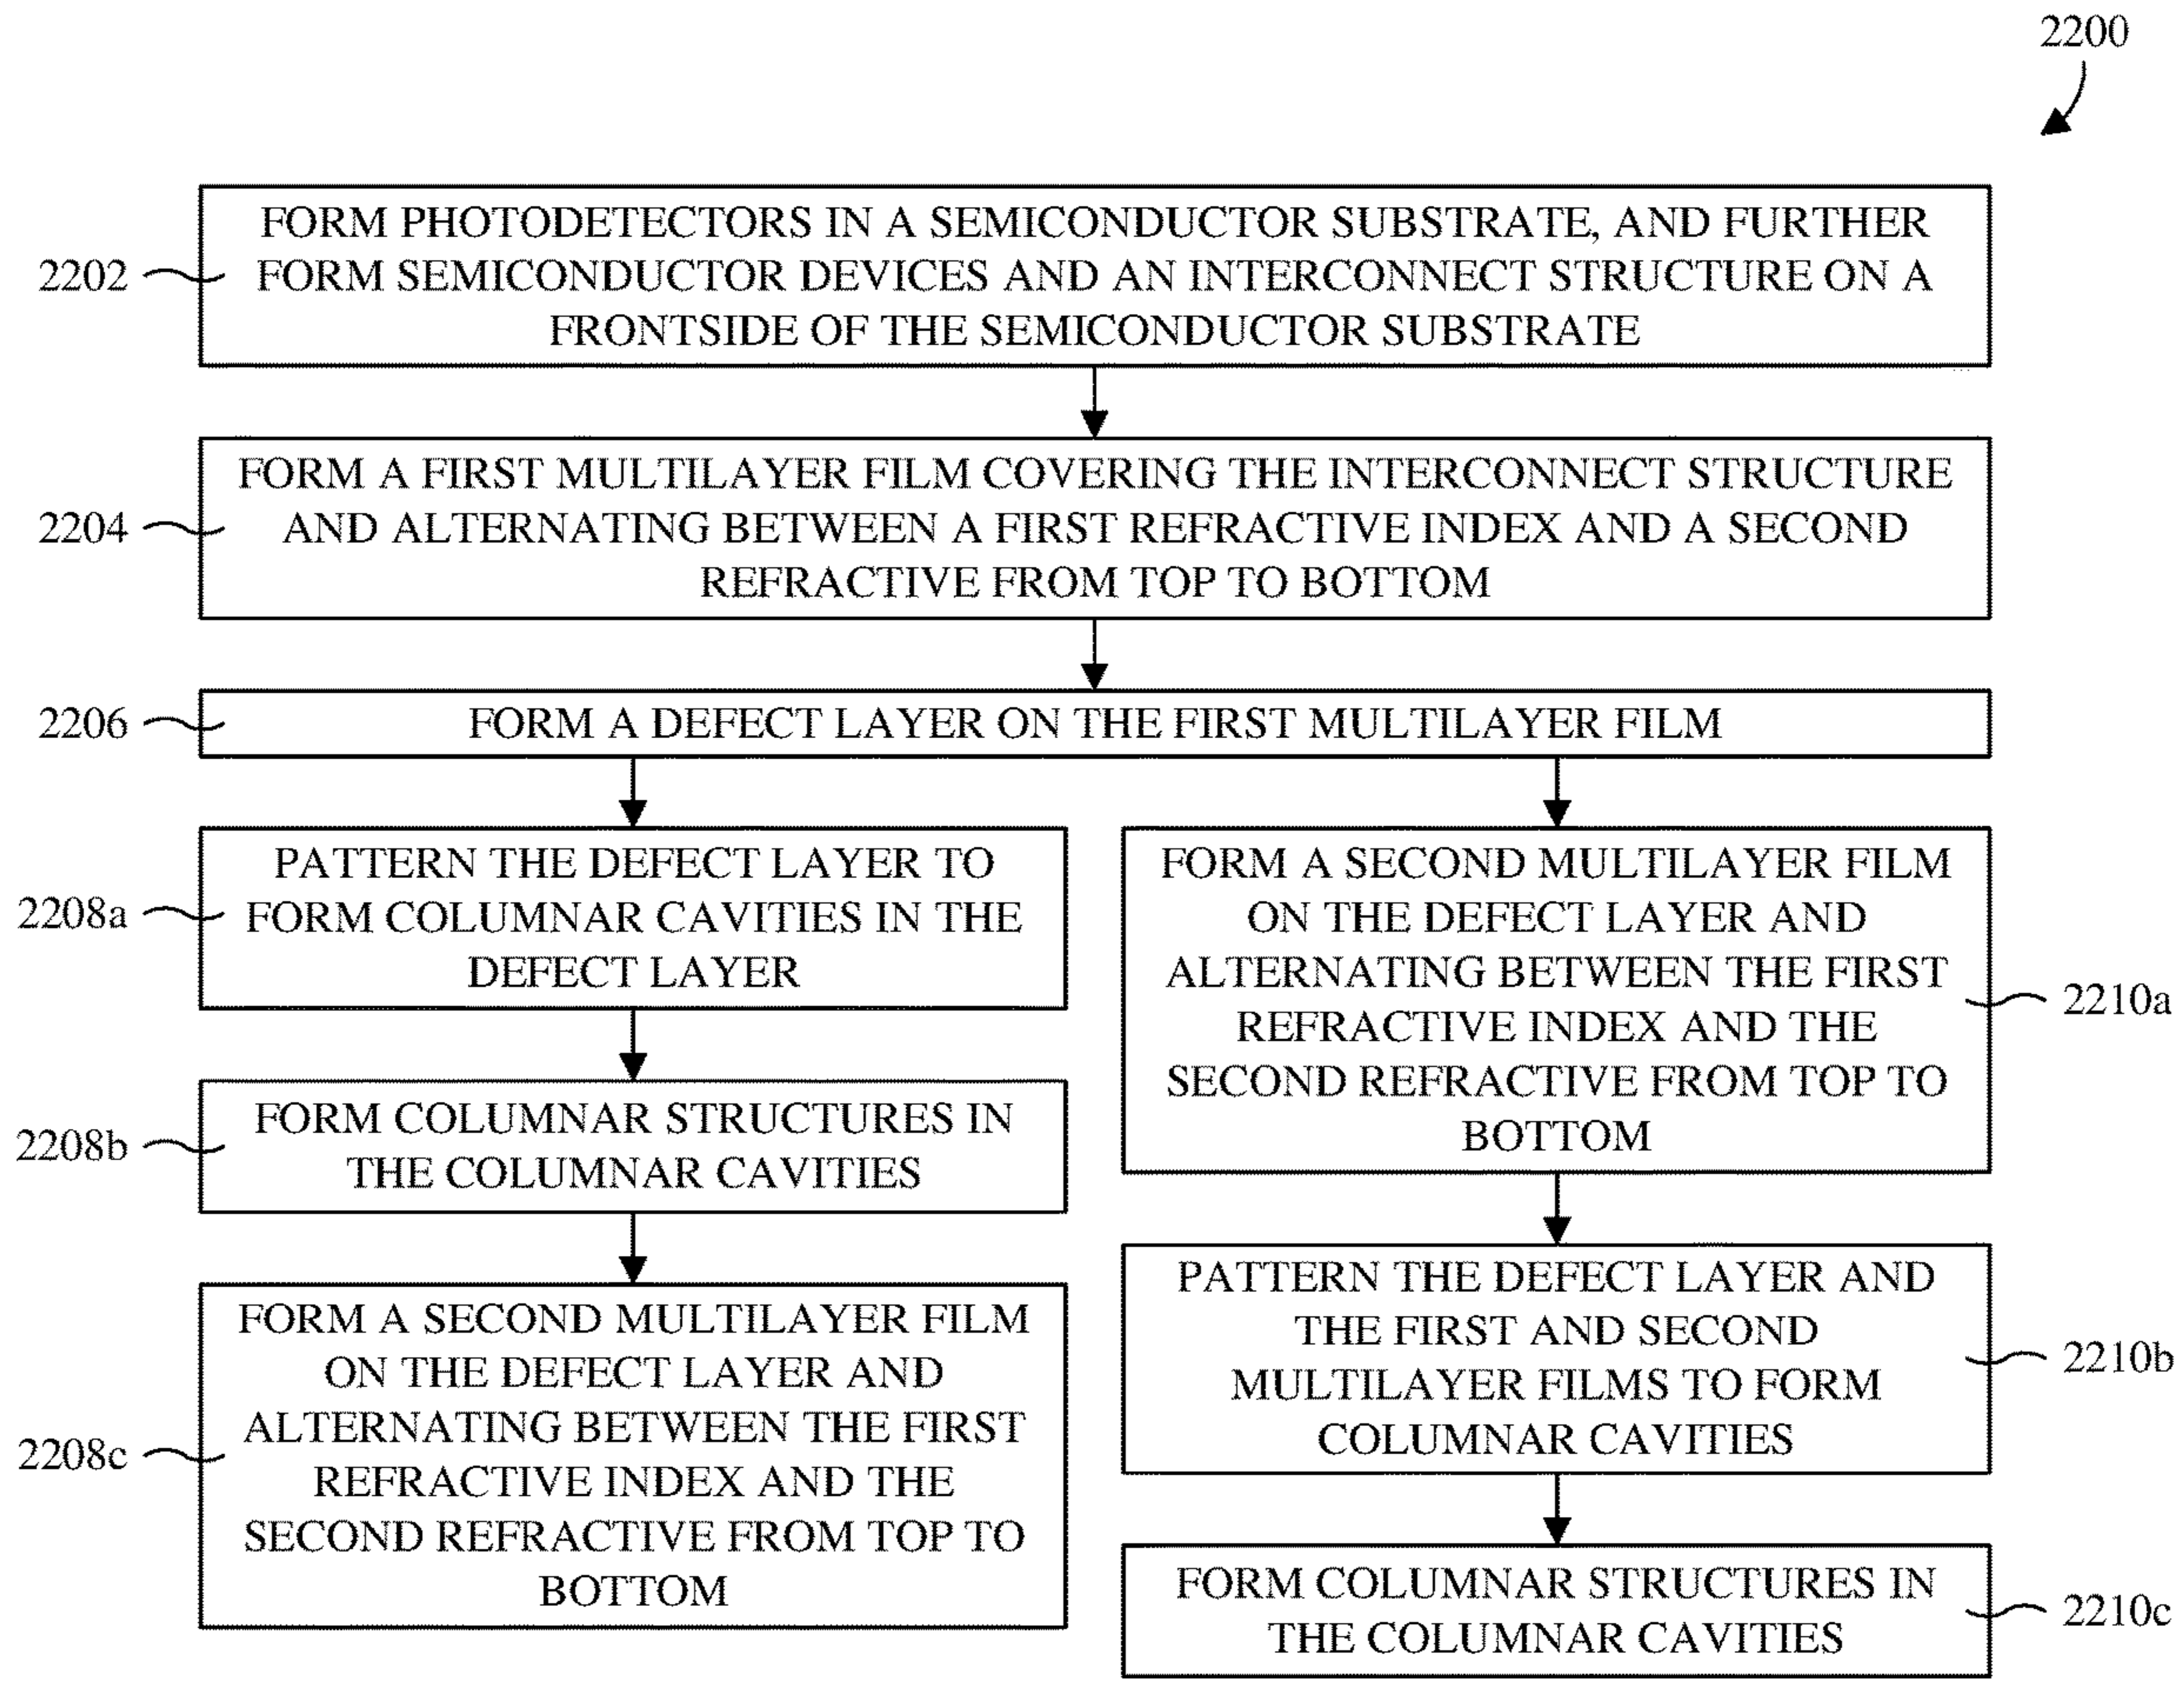 2200
2202
FORM PHOTODETECTORS IN A SEMICONDUCTOR SUBSTRATE, AND FURTHER
FORM SEMICONDUCTOR DEVICES AND AN INTERCONNECT STRUCTURE ON A
FRONTSIDE OF THE SEMICONDUCTOR SUBSTRATE
2204
FORM A FIRST MULTILAYER FILM COVERING THE INTERCONNECT STRUCTURE
AND ALTERNATING BETWEEN A FIRST REFRACTIVE INDEX AND A SECOND
REFRACTIVE FROM TOP TO BOTTOM
2206
FORM A DEFECT LAYER ON THE FIRST MULTILAYER FILM
2208a
PATTERN THE DEFECT LAYER TO
FORM COLUMNAR CAVITIES IN THE
DEFECT LAYER
2208b
FORM COLUMNAR STRUCTURES IN
THE COLUMNAR CAVITIES
2208c
FORM A SECOND MULTILAYER FILM
ON THE DEFECT LAYER AND
ALTERNATING BETWEEN THE FIRST
REFRACTIVE INDEX AND THE
SECOND REFRACTIVE FROM TOP TO
BOTTOM
FORM A SECOND MULTILAYER FILM
ON THE DEFECT LAYER AND
ALTERNATING BETWEEN THE FIRST
REFRACTIVE INDEX AND THE
SECOND REFRACTIVE FROM TOP TO
BOTTOM
2210a
PATTERN THE DEFECT LAYER AND
THE FIRST AND SECOND
MULTILAYER FILMS TO FORM
COLUMNAR CAVITIES
2210b
FORM COLUMNAR STRUCTURES IN
THE COLUMNAR CAVITIES
2210c